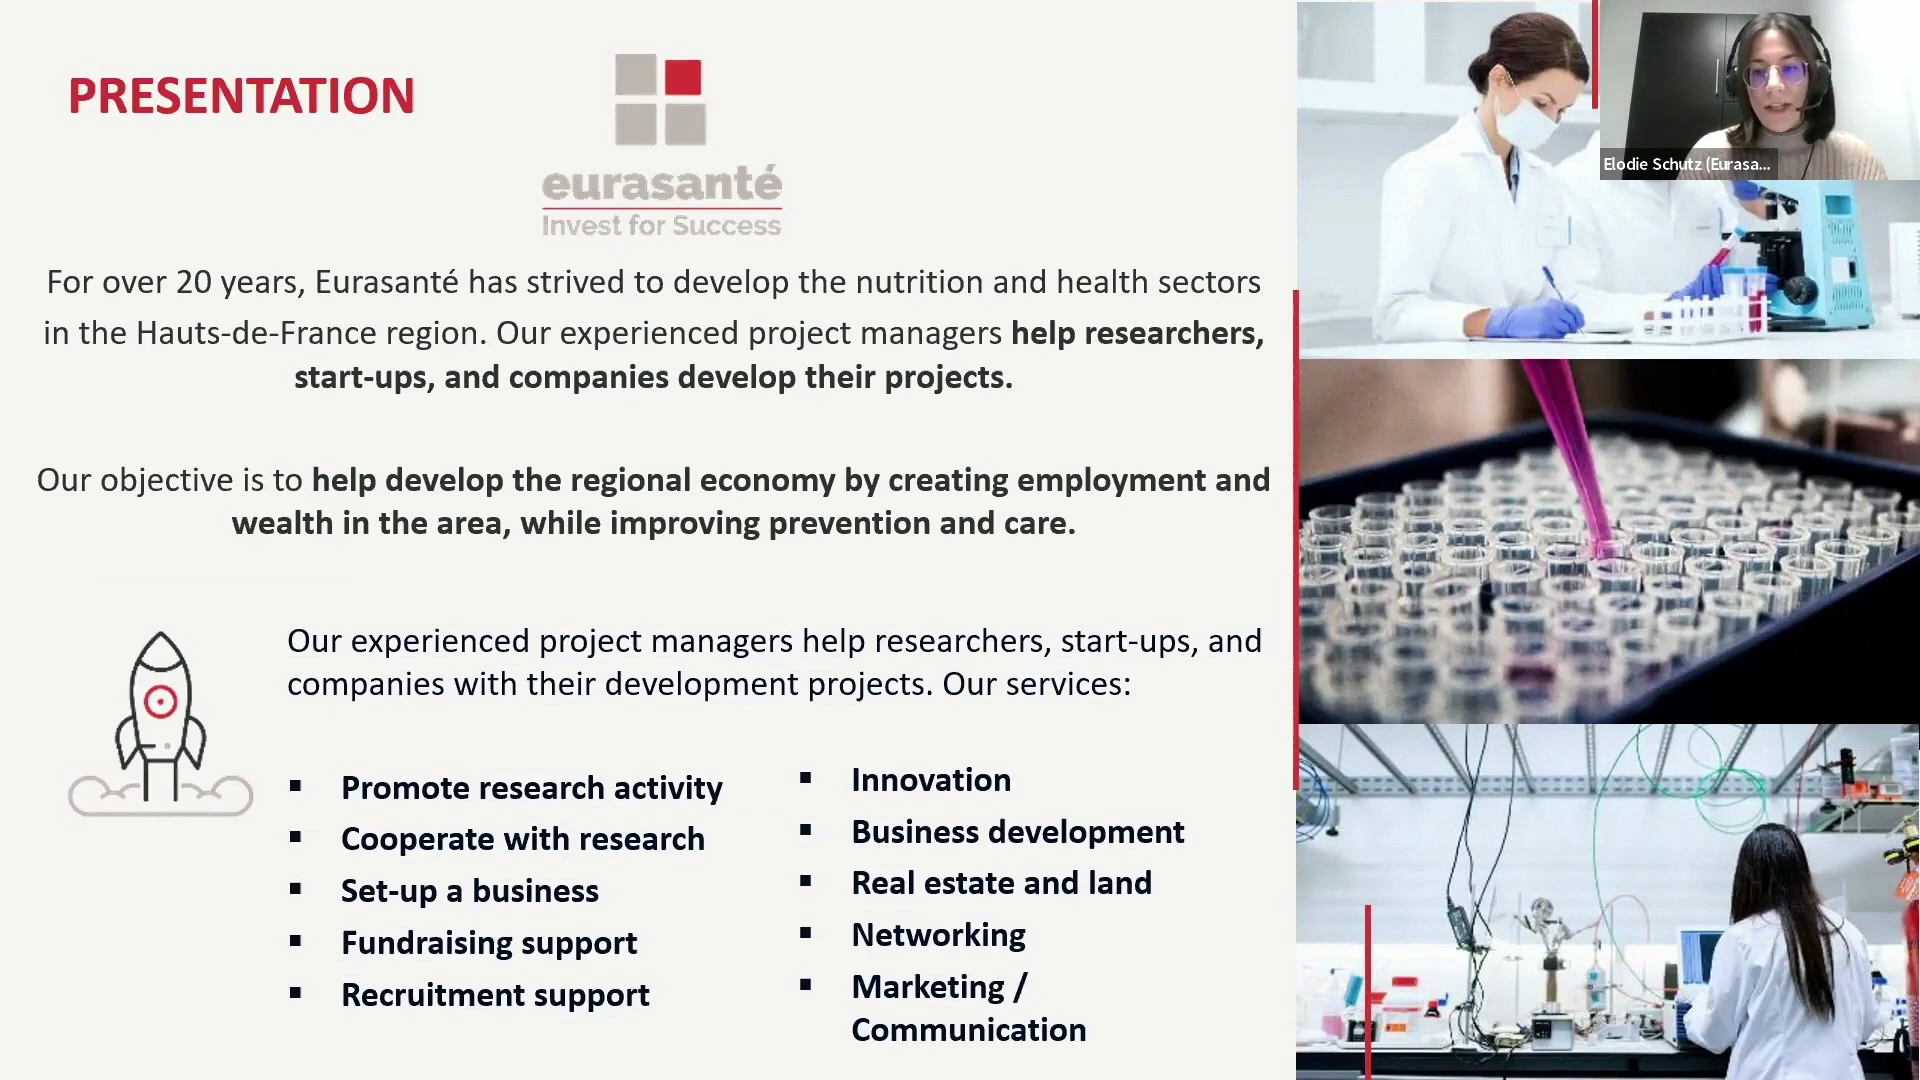 PRESENTATION
eurasanté
Invest for Success
Elodie Schutz (Eurasa...
For over 20 years, Eurasanté has strived to develop the nutrition and health sectors
in the Hauts-de-France region. Our experienced project managers help researchers,
start-ups, and companies develop their projects.
Our objective is to help develop the regional economy by creating employment and
wealth in the area, while improving prevention and care.
Our experienced project managers help researchers, start-ups, and
companies with their development projects. Our services:
▪ Promote research activity
▪ Cooperate with research
▪ Set-up a business
▪ Fundraising support
▪ Recruitment support
▪ Innovation
▪ Business development
▪ Real estate and land
▪ Networking
▪ Marketing /
Communication